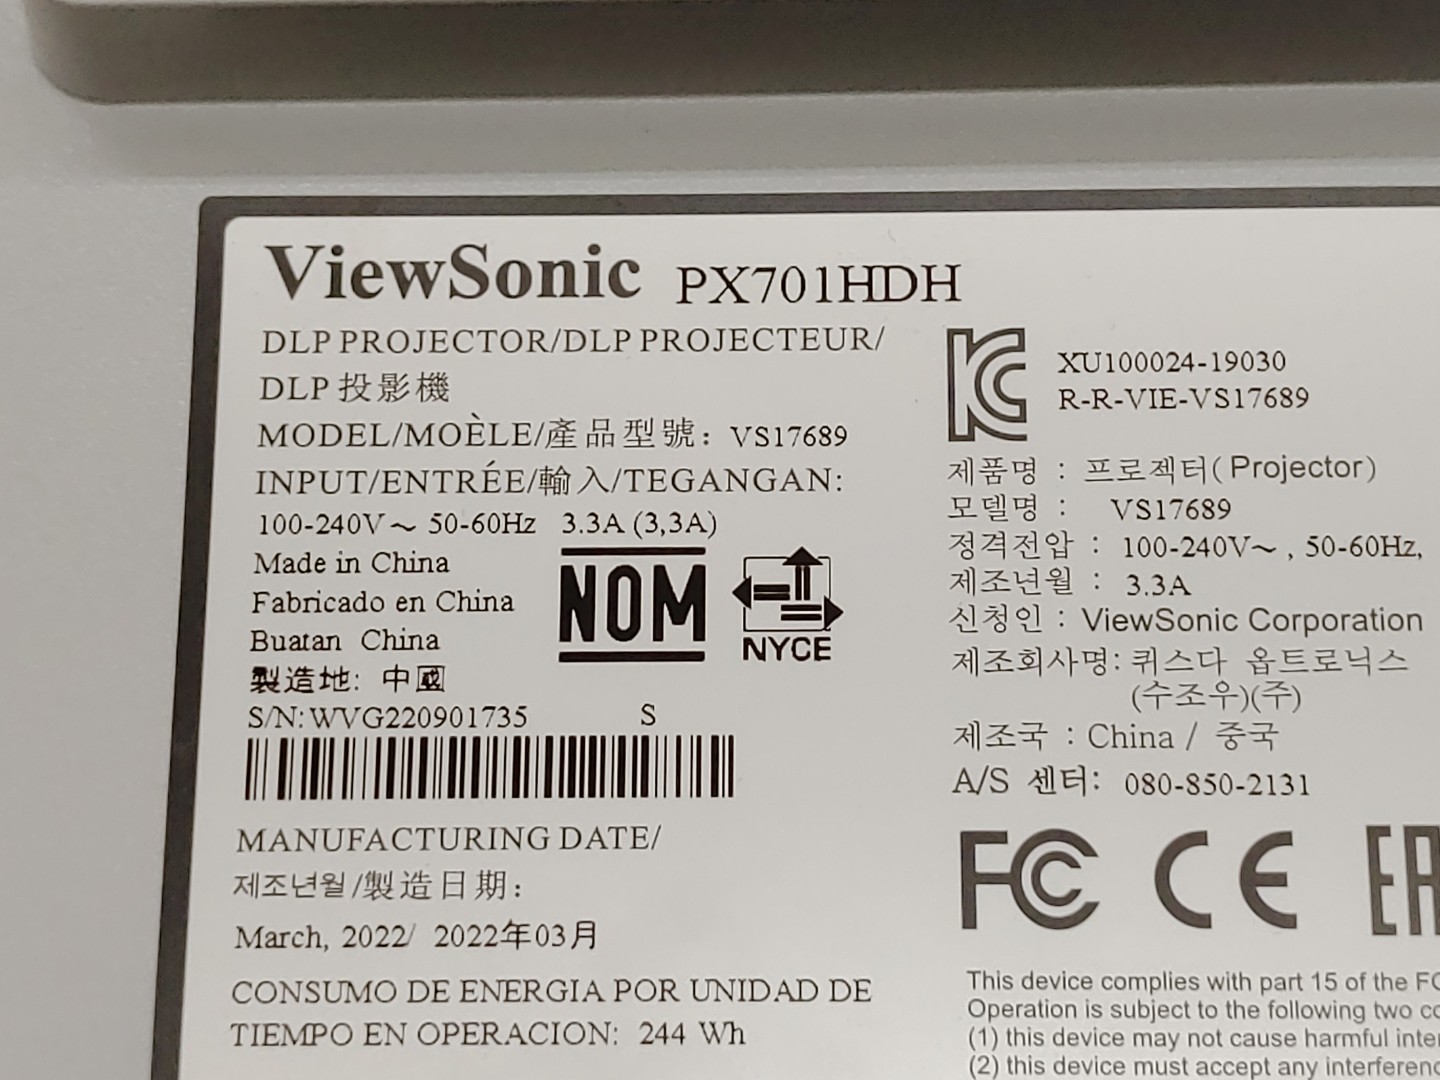 ViewSonic PX701HDH
DLP PROJECTOR/DLP PROJECTEUR/
DLP 投影機
MODEL/MOÈLE/產品型號: VS17689
INPUT/ENTRÉE/輸入/TEGANGAN:
100-240V~ 50-60Hz 3.3A (3,3A)
Made in China
Fabricado en China
Buatan China
製造地: 中國
NOM
NYCE
S/N: WVG220901735 S
MANUFACTURING DATE/
제조년월/製造日期:
March, 2022/ 2022年03月
CONSUMO DE ENERGIA POR UNIDAD DE
TIEMPO EN OPERACION: 244 Wh
XU100024-19030
R-R-VIE-VS17689
제품명 : 프로젝터(Projector)
모델명 : VS17689
정격전압 : 100-240V~ , 50-60Hz,
제조년월 : 3.3A
신청인 : ViewSonic Corporation
제조회사명: 퀴스다 옵트로닉스
(수조우)(주)
제조국 : China / 중국
A/S 센터: 080-850-2131
FC CE
This device complies with part 15 of the
Operation is subject to the following two
(1) this device may not cause harmful
(2) this device must accept any